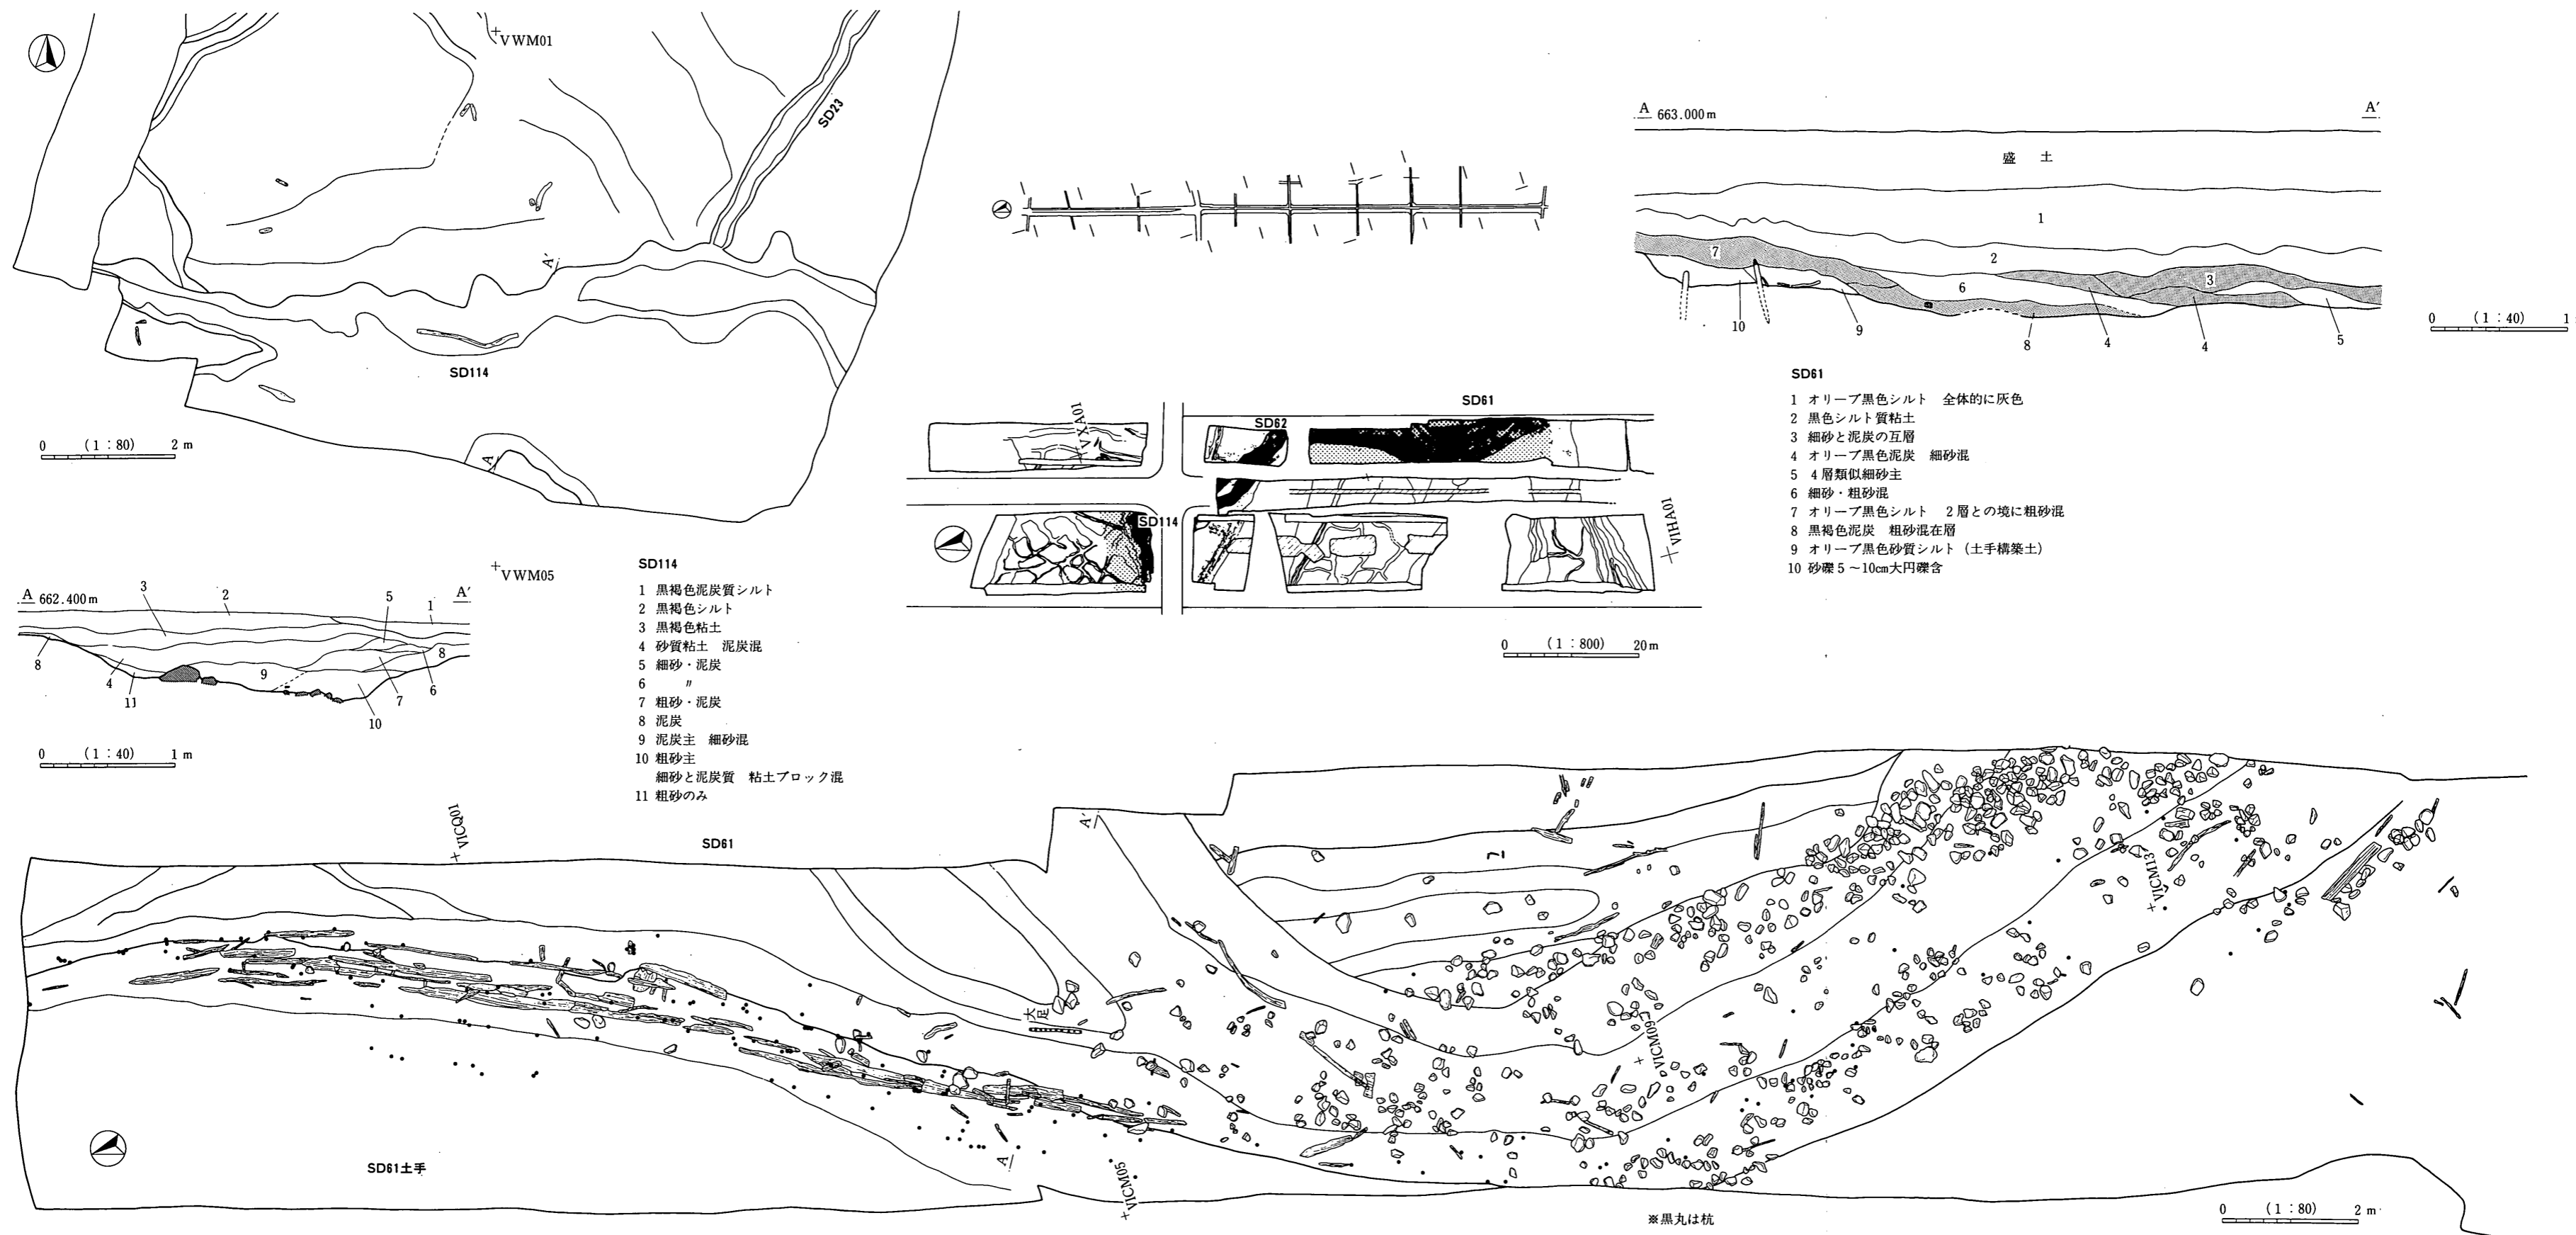 VWM01
SD23
A'
SD114
0 (1:80) 2 m
A
VWM05
A 662.400m A'
3 2 5 1
8 4 11 9 10 7 6 8
0 (1:40) 1 m
SD114
1 黒褐色泥炭質シルト
2 黒褐色シルト
3 黒褐色粘土
4 砂質粘土 泥炭混
5 細砂・泥炭
6 〃
7 粗砂・泥炭
8 泥炭
9 泥炭主 細砂混
10 粗砂主
細砂と泥炭質 粘土ブロック混
11 粗砂のみ
VXA01
SD62
SD61
SD114
VIHA01
0 (1:800) 20m
A 663.000m A'
盛 土
1
2
7 3
6
10 9 8 4 4 5
0 (1:40) 1
SD61
1 オリーブ黒色シルト 全体的に灰色
2 黒色シルト質粘土
3 細砂と泥炭の互層
4 オリーブ黒色泥炭 細砂混
5 4層類似細砂主
6 細砂・粗砂混
7 オリーブ黒色シルト 2層との境に粗砂混
8 黒褐色泥炭 粗砂混在層
9 オリーブ黒色砂質シルト(土手構築土)
10 砂礫5~10cm大円礫含
VICQ01
SD61
A'
大足
VICM09
VICM13
A
VICM05
SD61土手
※黒丸は杭
0 (1:80) 2 m